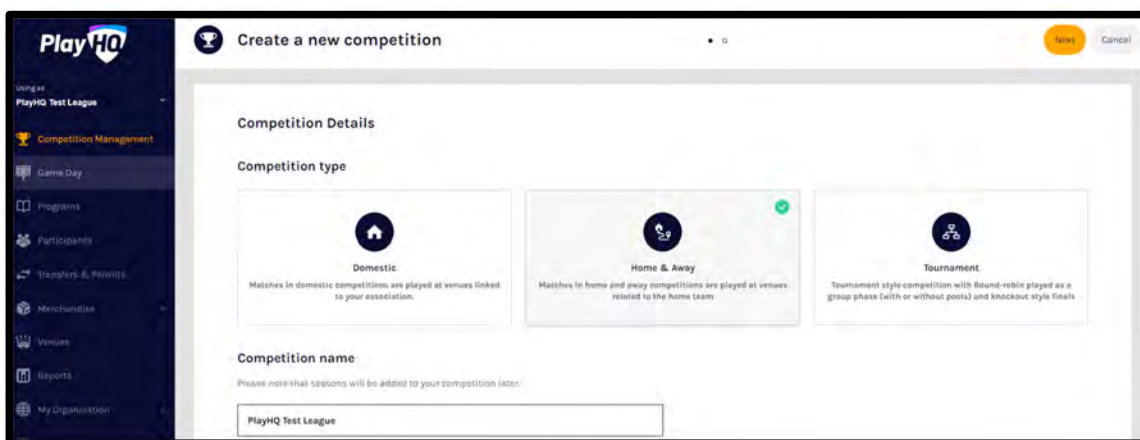 PlayHQ
Create a new competition
Next
Cancel
Using as
PlayHQ Test League
Competition Management
Game Day
Programs
Participants
Transfers & Permits
Merchandise
Venues
Reports
My Organisation
Competition Details
Competition type
Domestic
Matches in domestic competitions are played at venues linked
to your association.
Home & Away
Matches in home and away competitions are played at venues
related to the home team
Tournament
Tournament style competition with Round-robin played as a
group phase (with or without pools) and knockout style finals
Competition name
Please note that seasons will be added to your competition later.
PlayHQ Test League